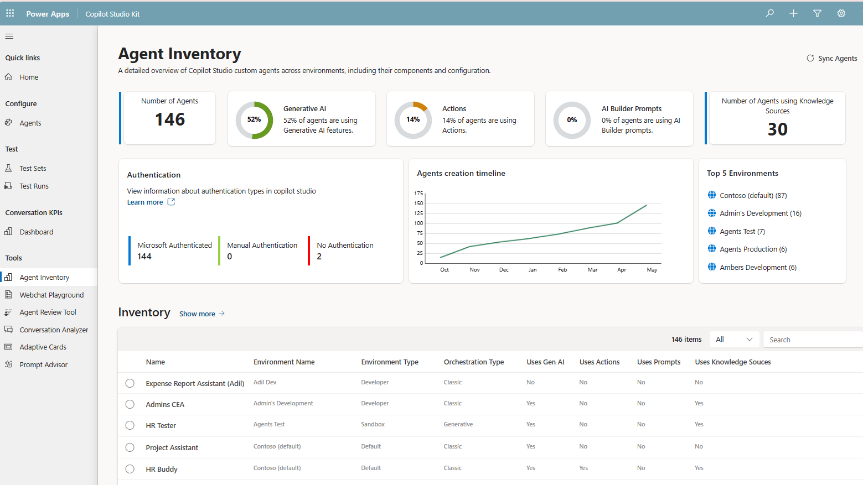 Power Apps
Copilot Studio Kit
Quick links
Home
Configure
Agents
Test
Test Sets
Test Runs
Conversation KPIs
Dashboard
Tools
Agent Inventory
Webchat Playground
Agent Review Tool
Conversation Analyzer
Adaptive Cards
Prompt Advisor
Agent Inventory
A detailed overview of Copilot Studio custom agents across environments, including their components and configuration.
Sync Agents
Number of Agents
146
52%
Generative AI
52% of agents are using
Generative AI features.
14%
Actions
14% of agents are using
Actions.
0%
AI Builder Prompts
0% of agents are using AI
Builder prompts.
Number of Agents using Knowledge
Sources
30
Authentication
View information about authentication types in copilot studio
Learn more
Microsoft Authenticated
144
Manual Authentication
0
No Authentication
2
Agents creation timeline
175
150
125
100
75
50
25
0
Oct Nov Dec Jan Feb Mar Apr May
Top 5 Environments
Contoso (default) (87)
Admin's Development (16)
Agents Test (7)
Agents Production (6)
Ambers Development (6)
Inventory Show more
146 items All Search
Name Environment Name Environment Type Orchestration Type Uses Gen AI Uses Actions Uses Prompts Uses Knowledge Souces
Expense Report Assistant (Adil) Adil Dev Developer Classic No No No No
Admins CEA Admin's Development Developer Classic Yes No No Yes
HR Tester Agents Test Sandbox Generative Yes No No Yes
Project Assistant Contoso (default) Default Classic Yes No No No
HR Buddy Contoso (default) Default Classic Yes Yes No Yes